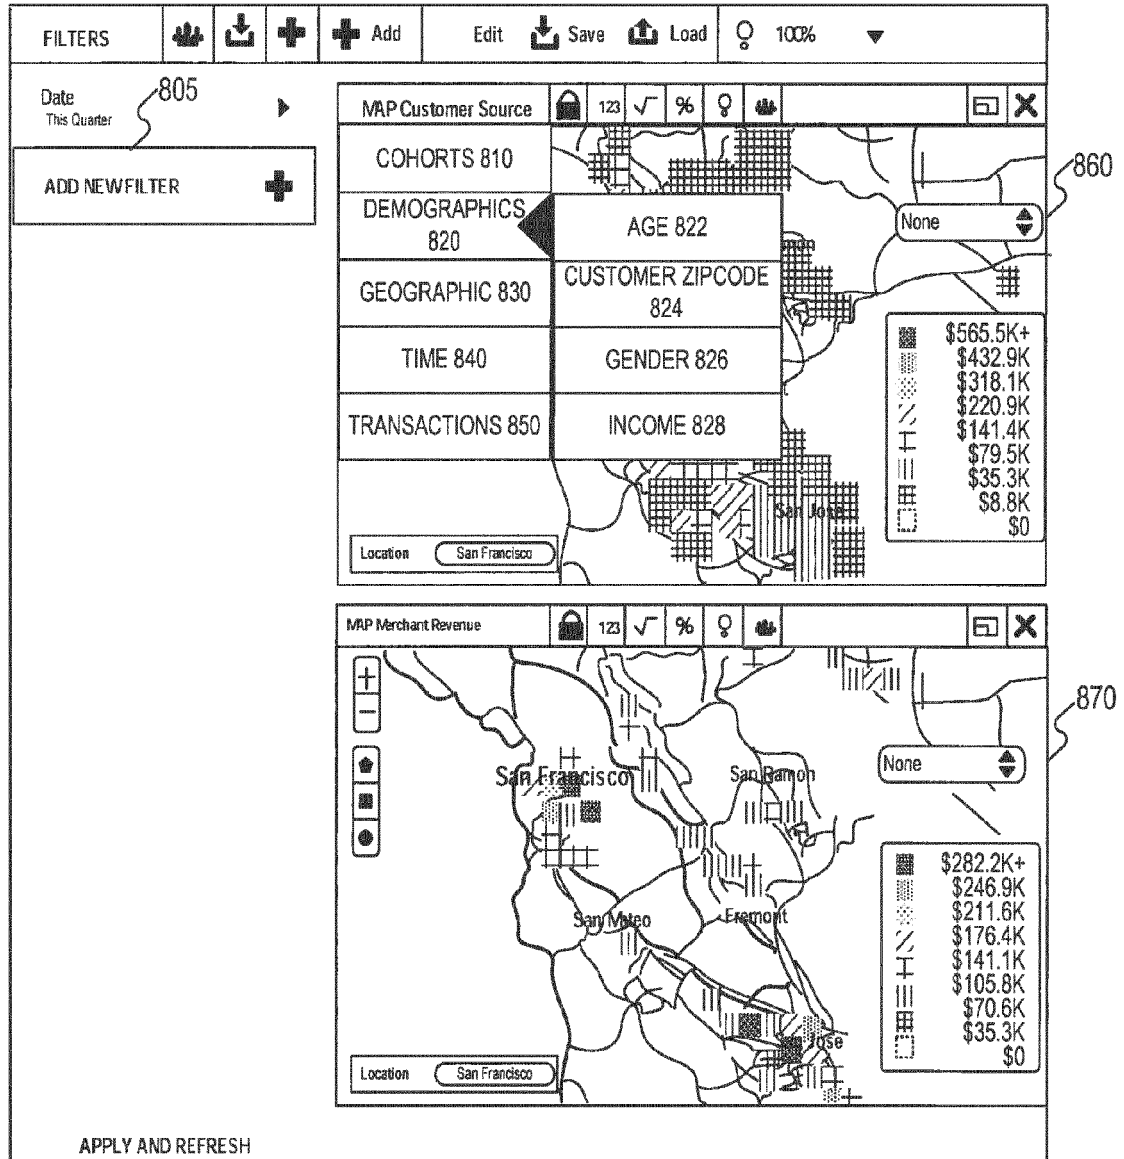 FILTERS
Add
Edit
Save
Load
100%
Date
This Quarter
805
ADD NEWFILTER
MAP Customer Source
123
√
%
COHORTS 810
DEMOGRAPHICS
820
GEOGRAPHIC 830
TIME 840
TRANSACTIONS 850
AGE 822
CUSTOMER ZIPCODE
824
GENDER 826
INCOME 828
860
None
$565.5K+
$432.9K
$318.1K
$220.9K
$141.4K
$79.5K
$35.3K
$8.8K
$0
San Jose
Location
San Francisco
MAP Merchant Revenue
123
√
%
870
None
San Francisco
San Ramon
San Mateo
Fremont
Jose
$282.2K+
$246.9K
$211.6K
$176.4K
$141.1K
$105.8K
$70.6K
$35.3K
$0
Location
San Francisco
APPLY AND REFRESH